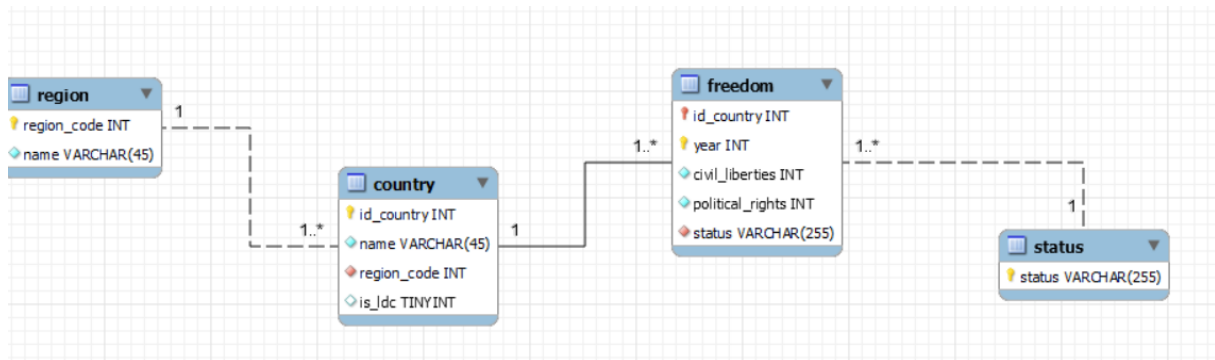 region
region_code INT
name VARCHAR(45)
1
1..*
country
id_country INT
name VARCHAR(45)
region_code INT
is_ldc TINYINT
1
1..*
freedom
id_country INT
year INT
civil_liberties INT
political_rights INT
status VARCHAR(255)
1..*
1
status
status VARCHAR(255)